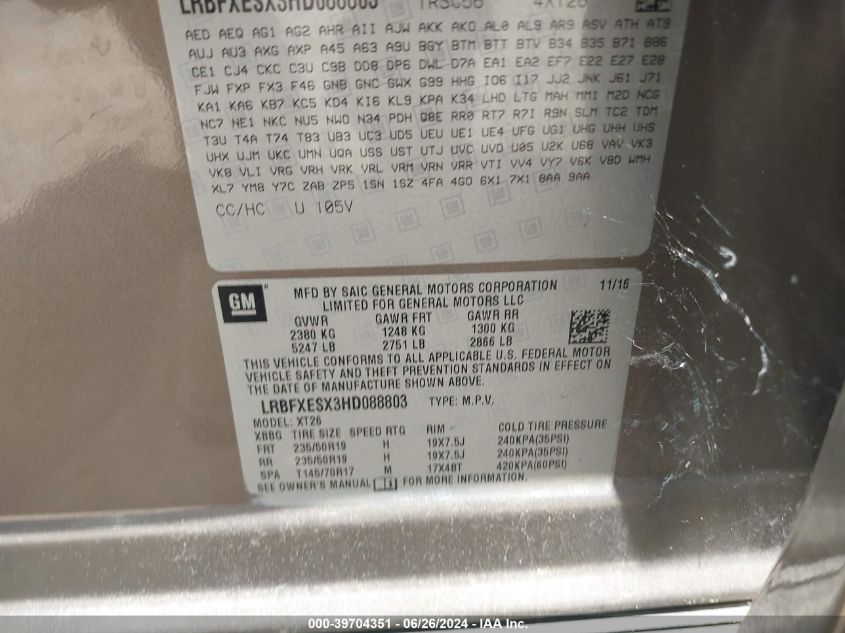 LRBFXESX3HD088803 TRSC58 4XT26
AED AEQ AG1 AG2 AHR AII AJW AKK AKO AL0 AL9 AR9 ASV ATH AT9
AUJ AU3 AXG AXP A45 A63 A9U BGY BTM BTT BTV B34 B35 B71 B86
CE1 CJ4 CKC C3U C9B DD8 DP6 DWL D7A EA1 EA2 EF7 E22 E27 E28
FJW FXP FX3 F46 GNB GNC GWX G99 HHG IO6 I17 JJ2 JNK J61 J71
KA1 KA6 KB7 KC5 KD4 KI6 KL9 KPA K34 LHD LTG MAH MM1 M2D NCG
NC7 NE1 NKC NU5 NWO N34 PDH Q8E RR0 RT7 R7I R9N SLM TC2 TDM
T3U T4A T74 T83 UB3 UC3 UD5 UEU UE1 UE4 UFG UG1 UHG UHH UHS
UHX UJM UKC UMN UQA USS UST UTJ UVC UVD U05 U2K U68 VAV VK3
VK8 VLI VRG VRH VRK VRL VRM VRN VRR VTI VV4 VY7 V6K V8D WMH
XL7 YM8 Y7C ZAB ZP5 1SN 1SZ 4FA 4GO 6X1 7X1 8AA 9AA
CC/HC U 105V
GM
MFD BY SAIC GENERAL MOTORS CORPORATION 11/16
LIMITED FOR GENERAL MOTORS LLC
GVWR GAWR FRT GAWR RR
2380 KG 1248 KG 1300 KG
5247 LB 2751 LB 2866 LB
THIS VEHICLE CONFORMS TO ALL APPLICABLE U.S. FEDERAL MOTOR
VEHICLE SAFETY AND THEFT PREVENTION STANDARDS IN EFFECT ON THE
DATE OF MANUFACTURE SHOWN ABOVE.
LRBFXESX3HD088803 TYPE: M.P.V.
MODEL: XT26
XBBG TIRE SIZE SPEED RTG RIM COLD TIRE PRESSURE
FRT 235/50R19 H 19X7.5J 240KPA(35PSI)
RR 235/50R19 H 19X7.5J 240KPA(35PSI)
SPA T145/70R17 M 17X4BT 420KPA(60PSI)
SEE OWNER'S MANUAL FOR MORE INFORMATION.
000-39704351 - 06/26/2024 - IAA Inc.